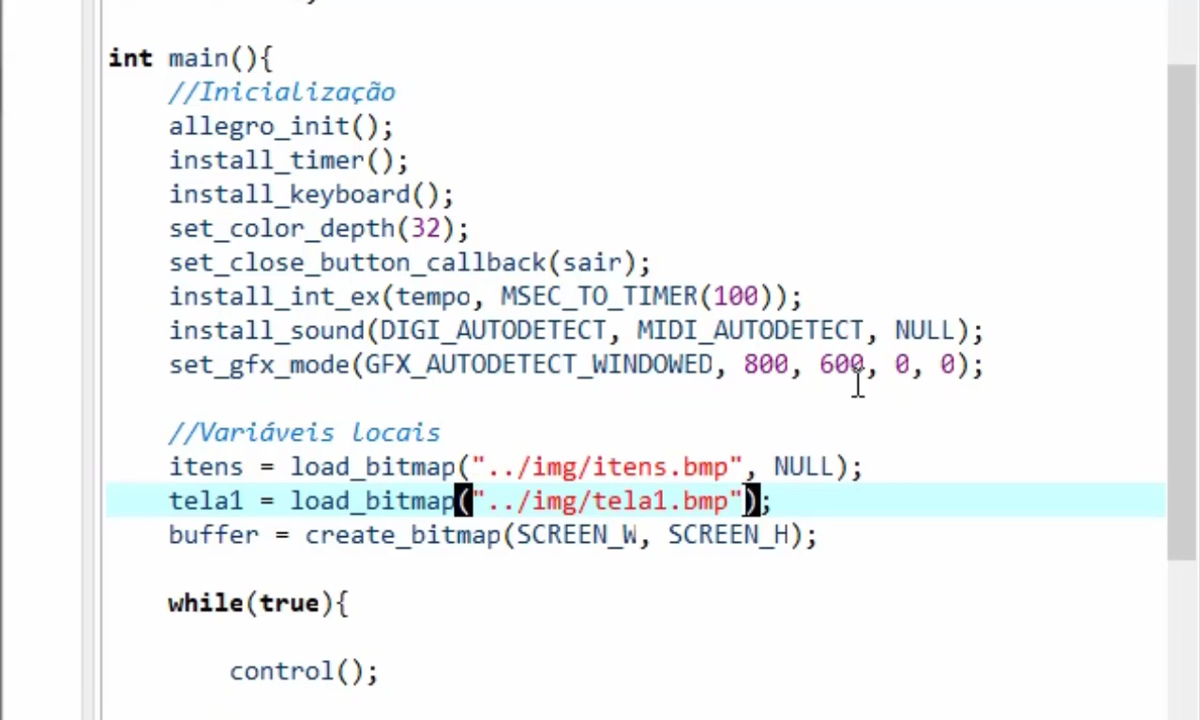 int main(){
//Inicialização
allegro_init();
install_timer();
install_keyboard();
set_color_depth(32);
set_close_button_callback(sair);
install_int_ex(tempo, MSEC_TO_TIMER(100));
install_sound(DIGI_AUTODETECT, MIDI_AUTODETECT, NULL);
set_gfx_mode(GFX_AUTODETECT_WINDOWED, 800, 600, 0, 0);
//Variáveis locais
itens = load_bitmap("../img/itens.bmp", NULL);
tela1 = load_bitmap("../img/tela1.bmp");
buffer = create_bitmap(SCREEN_W, SCREEN_H);
while(true){
control();